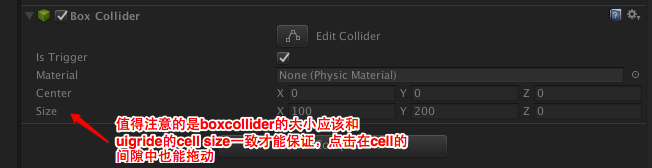 Box Collider
Edit Collider
Is Trigger
Material None (Physic Material)
Center X 0 Y 0 Z 0
Size X 100 Y 200 Z 0
值得注意的是boxcollider的大小应该和
uigride的cell size一致才能保证，点击在cell的
间隙中也能拖动